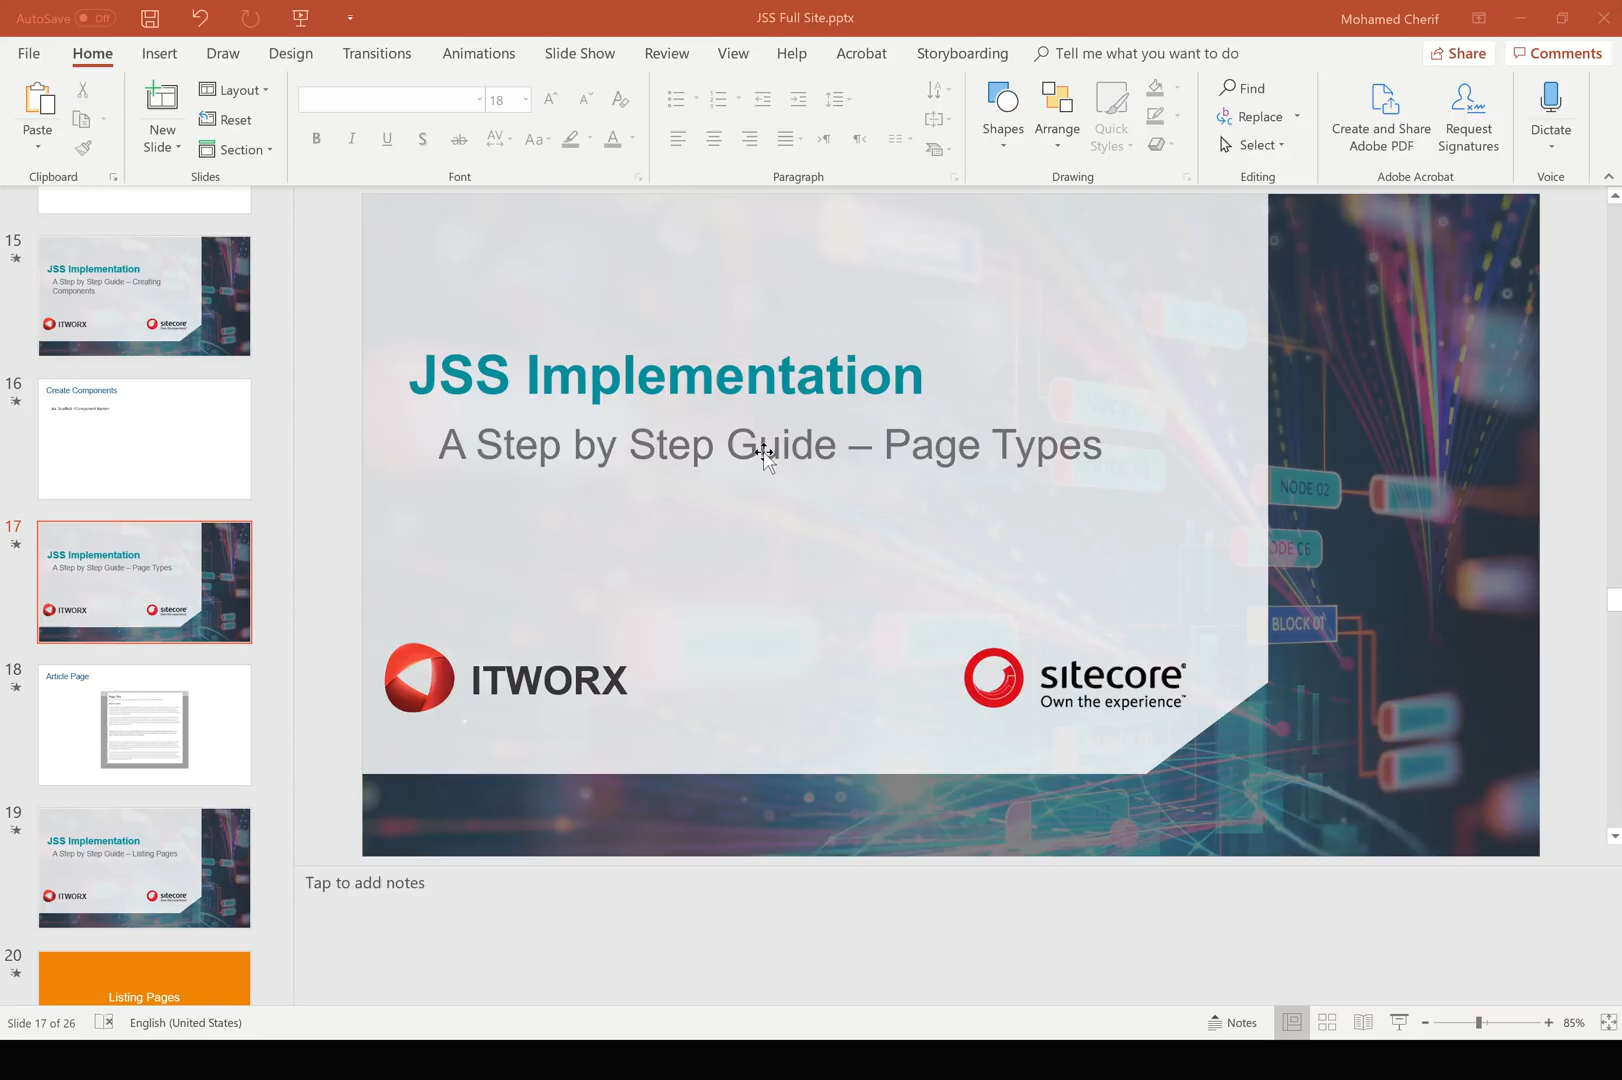 AutoSave Off
JSS Full Site.pptx
Mohamed Cherif
File Home Insert Draw Design Transitions Animations Slide Show Review View Help Acrobat Storyboarding Tell me what you want to do Share Comments
Paste
New Slide
Layout
Reset
Section
18
Shapes
Arrange
Quick Styles
Find
Replace
Select
Create and Share Adobe PDF
Request Signatures
Dictate
Clipboard Slides Font Paragraph Drawing Editing Adobe Acrobat Voice
15
JSS Implementation
A Step by Step Guide – Creating
Components
ITWORX sitecore
16
Create Components
Jss Scaffold <Component Name>
17
JSS Implementation
A Step by Step Guide – Page Types
ITWORX sitecore
18
Article Page
Page Title
19
JSS Implementation
A Step by Step Guide – Listing Pages
ITWORX sitecore
20
Listing Pages
JSS Implementation
A Step by Step Guide – Page Types
NODE 02
BLOCK 01
ITWORX
sitecore®
Own the experience™
Tap to add notes
Slide 17 of 26 English (United States) Notes 85%